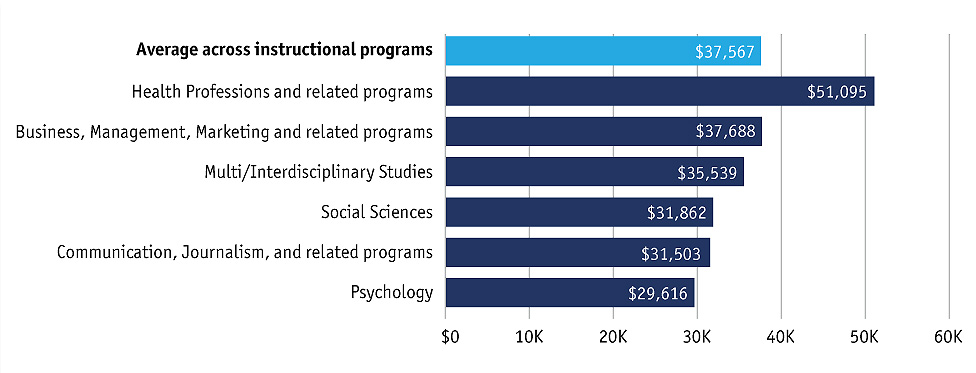 Average across instructional programs $37,567
Health Professions and related programs $51,095
Business, Management, Marketing and related programs $37,688
Multi/Interdisciplinary Studies $35,539
Social Sciences $31,862
Communication, Journalism, and related programs $31,503
Psychology $29,616
$0 10K 20K 30K 40K 50K 60K